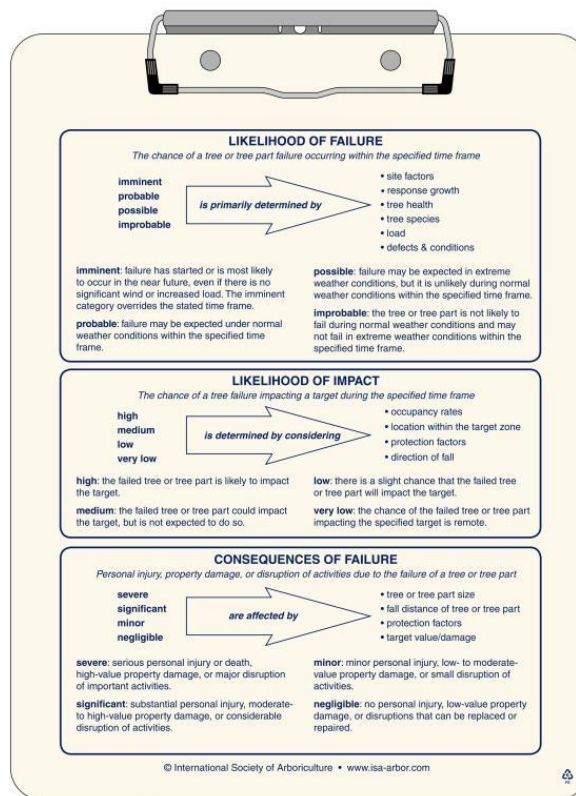 LIKELIHOOD OF FAILURE
The chance of a tree or tree part failure occurring within the specified time frame
imminent
probable
possible
improbable
is primarily determined by
• site factors
• response growth
• tree health
• tree species
• load
• defects & conditions
imminent: failure has started or is most likely
to occur in the near future, even if there is no
significant wind or increased load. The imminent
category overrides the stated time frame.
probable: failure may be expected under normal
weather conditions within the specified time
frame.
possible: failure may be expected in extreme
weather conditions, but it is unlikely during normal
weather conditions within the specified time frame.
improbable: the tree or tree part is not likely to
fail during normal weather conditions and may
not fail in extreme weather conditions within the
specified time frame.
LIKELIHOOD OF IMPACT
The chance of a tree failure impacting a target during the specified time frame
high
medium
low
very low
is determined by considering
• occupancy rates
• location within the target zone
• protection factors
• direction of fall
high: the failed tree or tree part is likely to impact
the target.
medium: the failed tree or tree part could impact
the target, but is not expected to do so.
low: there is a slight chance that the failed tree
or tree part will impact the target.
very low: the chance of the failed tree or tree part
impacting the specified target is remote.
CONSEQUENCES OF FAILURE
Personal injury, property damage, or disruption of activities due to the failure of a tree or tree part
severe
significant
minor
negligible
are affected by
• tree or tree part size
• fall distance of tree or tree part
• protection factors
• target value/damage
severe: serious personal injury or death,
high-value property damage, or major disruption
of important activities.
significant: substantial personal injury, moderate-
to high-value property damage, or considerable
disruption of activities.
minor: minor personal injury, low- to moderate-
value property damage, or small disruption of
activities.
negligible: no personal injury, low-value property
damage, or disruptions that can be replaced or
repaired.
© International Society of Arboriculture • www.isa-arbor.com